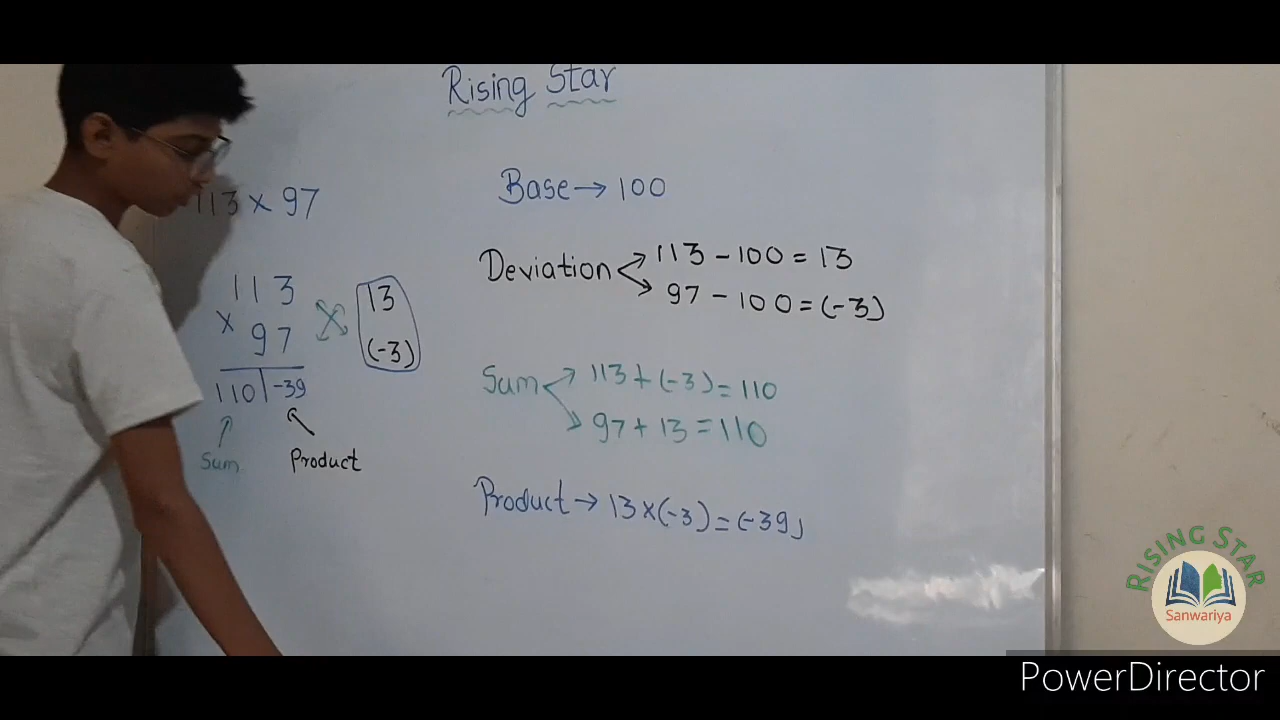 Rising Star
113 × 97
113
× 97
110 | -39
Sum
Product
13
(-3)
Base → 100
Deviation
113 - 100 = 13
97 - 100 = (-3)
Sum
113 + (-3) = 110
97 + 13 = 110
Product → 13 × (-3) = (-39)
RISING STAR
Sanwariya
PowerDirector